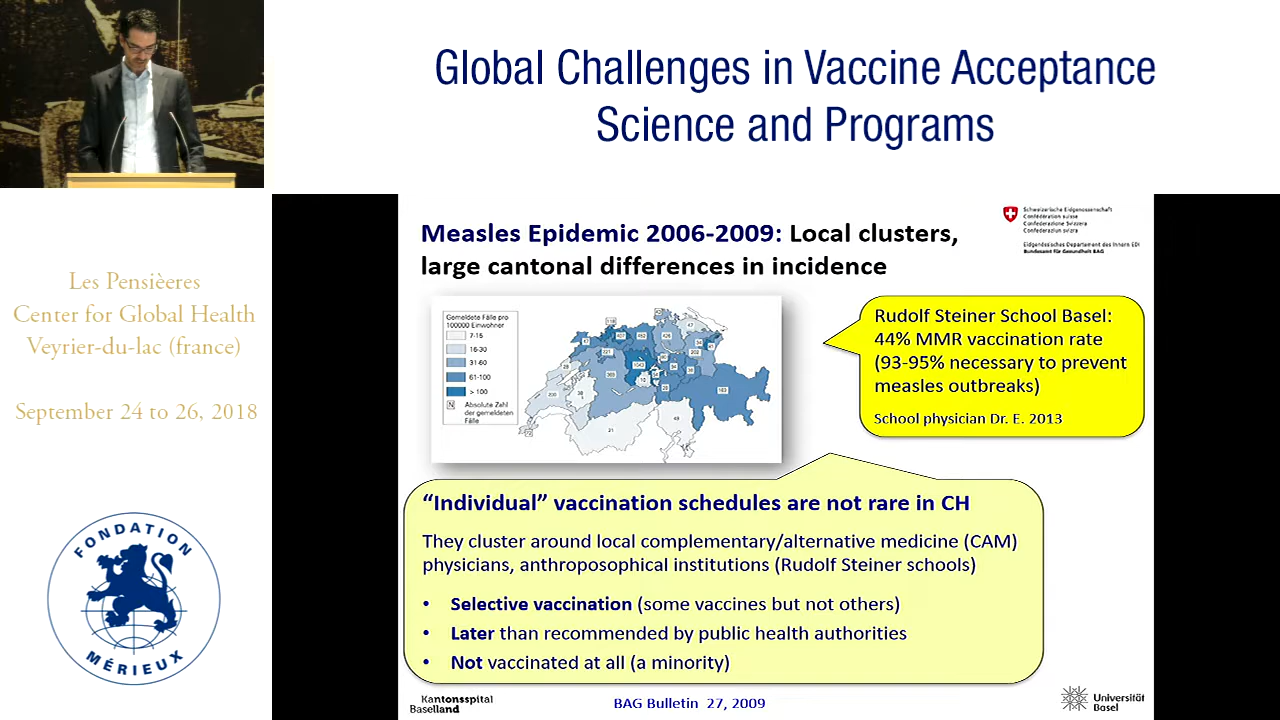 Global Challenges in Vaccine Acceptance
Science and Programs
Les Pensièeres
Center for Global Health
Veyrier-du-lac (france)
September 24 to 26, 2018
FONDATION
MÉRIEUX
Measles Epidemic 2006-2009: Local clusters,
large cantonal differences in incidence
Schweizerische Eidgenossenschaft
Confédération suisse
Confederazione Svizzera
Confederaziun svizra
Eidgenössisches Departement des Innern EDI
Bundesamt für Gesundheit BAG
Gemeldete Fälle pro
100000 Einwohner
7-15
16-30
31-60
61-100
> 100
N Absolute Zahl
der gemeldeten
Fälle
Rudolf Steiner School Basel:
44% MMR vaccination rate
(93-95% necessary to prevent
measles outbreaks)
School physician Dr. E. 2013
“Individual” vaccination schedules are not rare in CH
They cluster around local complementary/alternative medicine (CAM)
physicians, anthroposophical institutions (Rudolf Steiner schools)
• Selective vaccination (some vaccines but not others)
• Later than recommended by public health authorities
• Not vaccinated at all (a minority)
Kantonsspital
Baselland
BAG Bulletin 27, 2009
Universität
Basel